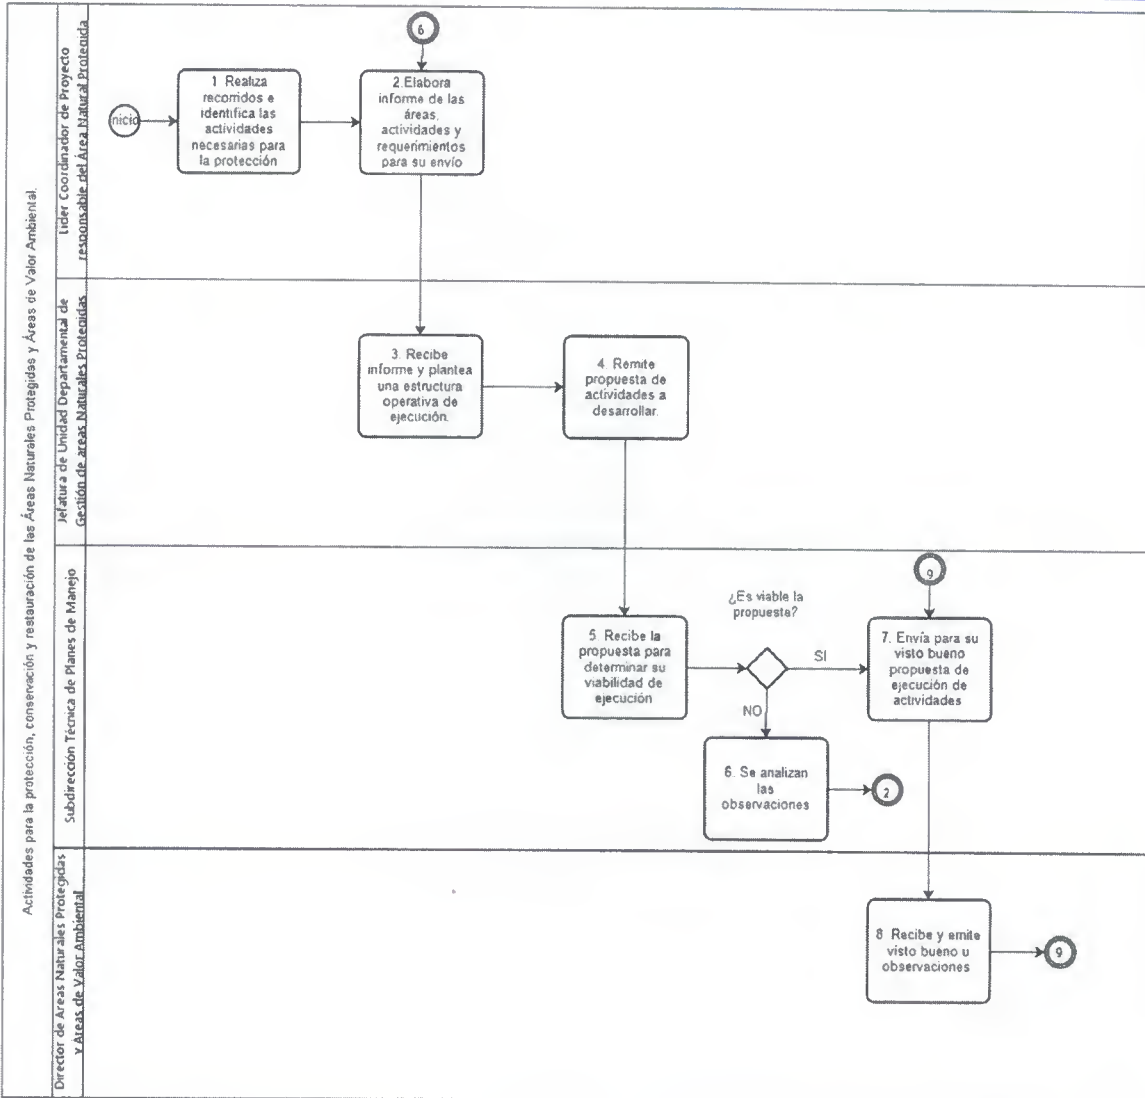 Actividades para la protección, conservación y restauración de las Áreas Naturales Protegidas y Áreas de Valor Ambiental.
Líder Coordinador de Proyecto
responsable del Área Natural Protegida
Inicio
1 Realiza
recorridos e
identifica las
actividades
necesarias para
la protección
6
2.Elabora
informe de las
áreas,
actividades y
requerimientos
para su envío
Jefatura de Unidad Departamental de
Gestión de areas Naturales Protegidas
3. Recibe
informe y plantea
una estructura
operativa de
ejecución.
4. Remite
propuesta de
actividades a
desarrollar.
Subdirección Técnica de Planes de Manejo
5. Recibe la
propuesta para
determinar su
viabilidad de
ejecución
¿Es viable la
propuesta?
SI
NO
6. Se analizan
las
observaciones
2
9
7. Envía para su
visto bueno
propuesta de
ejecución de
actividades
Director de Areas Naturales Protegidas
y Áreas de Valor Ambiental
8 Recibe y emite
visto bueno u
observaciones
9